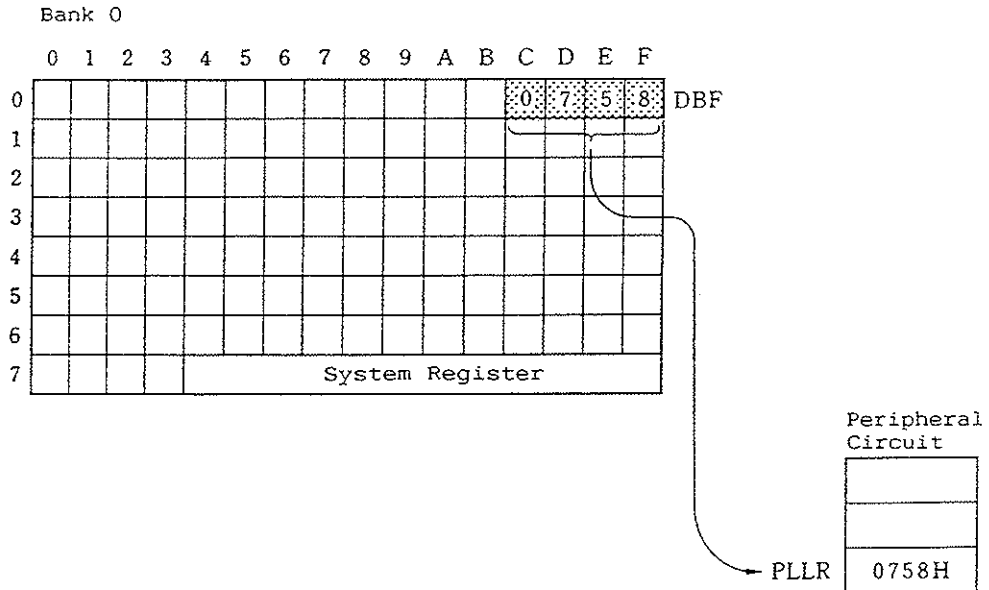 Bank 0
0 1 2 3 4 5 6 7 8 9 A B C D E F
0 0 7 5 8 DBF
1
2
3
4
5
6
7 System Register
Peripheral
Circuit
PLLR 0758H